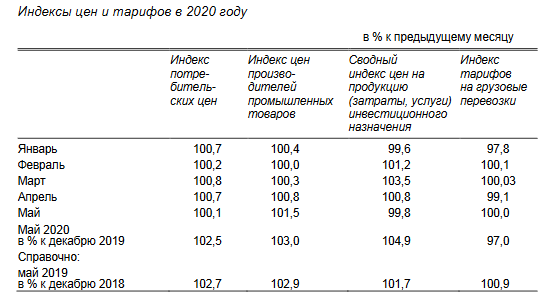 Индексы цен и тарифов в 2020 году
в % к предыдущему месяцу
Индекс потре- битель- ских цен
Индекс цен произво- дителей промышленных товаров
Сводный индекс цен на продукцию (затраты, услуги) инвестиционного назначения
Индекс тарифов на грузовые перевозки
Январь 100,7 100,4 99,6 97,8
Февраль 100,2 100,0 101,2 100,1
Март 100,8 100,3 103,5 100,03
Апрель 100,7 100,8 100,8 99,1
Май 100,1 101,5 99,8 100,0
Май 2020
в % к декабрю 2019 102,5 103,0 104,9 97,0
Справочно:
май 2019
в % к декабрю 2018 102,7 102,9 101,7 100,9